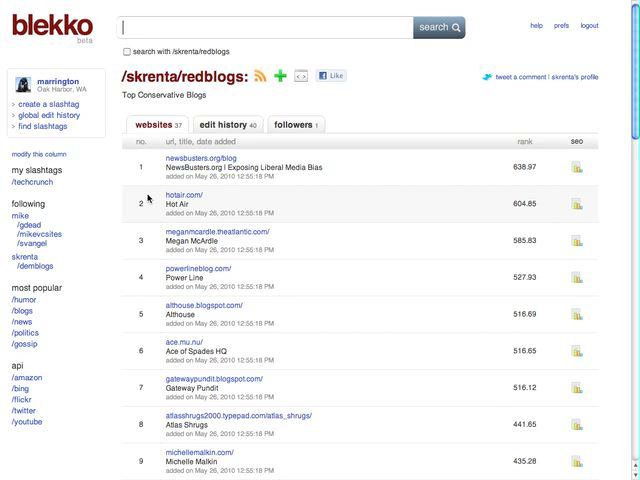 blekko
beta
search
help prefs logout
search with /skrenta/redblogs
marrington
Oak Harbor, WA
> create a slashtag
> global edit history
> find slashtags
/skrenta/redblogs:
Like
tweet a comment | skrenta's profile
Top Conservative Blogs
modify this column
my slashtags
/techcrunch
following
mike
/gdead
/mikevcsites
/svangel
skrenta
/demblogs
most popular
/humor
/blogs
/news
/politics
/gossip
api
/amazon
/bing
/flickr
/twitter
/youtube
websites 37 edit history 40 followers 1
no. url, title, date added rank seo
1 newsbusters.org/blog
NewsBusters.org | Exposing Liberal Media Bias 638.97
added on May 26, 2010 12:55:18 PM
2 hotair.com/
Hot Air 604.85
added on May 26, 2010 12:55:18 PM
3 meganmcardle.theatlantic.com/
Megan McArdle 585.83
added on May 26, 2010 12:55:18 PM
4 powerlineblog.com/
Power Line 527.93
added on May 26, 2010 12:55:18 PM
5 althouse.blogspot.com/
Althouse 516.69
added on May 26, 2010 12:55:18 PM
6 ace.mu.nu/
Ace of Spades HQ 516.65
added on May 26, 2010 12:55:18 PM
7 gatewaypundit.blogspot.com/
Gateway Pundit 516.12
added on May 26, 2010 12:55:18 PM
8 atlasshrugs2000.typepad.com/atlas_shrugs/
Atlas Shrugs 441.65
added on May 26, 2010 12:55:18 PM
9 michellemalkin.com/
Michelle Malkin 435.28
added on May 26, 2010 12:55:18 PM